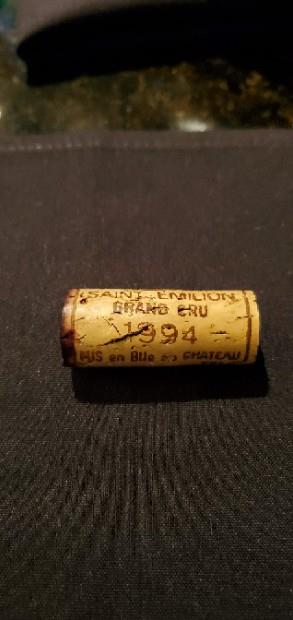 SAINT-EMILION
GRAND CRU
1994
MIS en Blle au CHATEAU